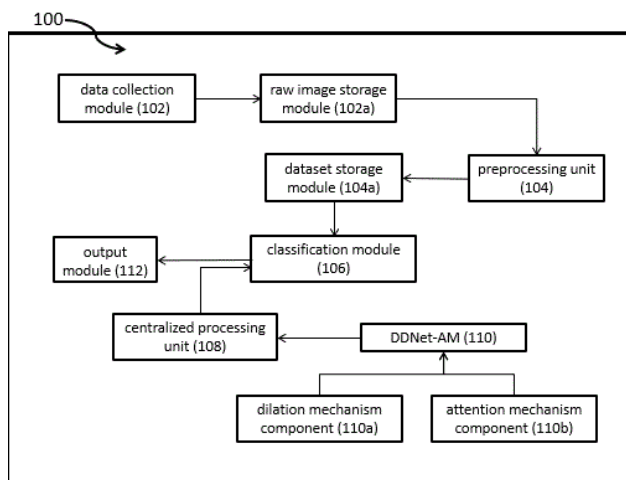 100
data collection
module (102)
raw image storage
module (102a)
dataset storage
module (104a)
preprocessing unit
(104)
output
module (112)
classification module
(106)
centralized processing
unit (108)
DDNet-AM (110)
dilation mechanism
component (110a)
attention mechanism
component (110b)